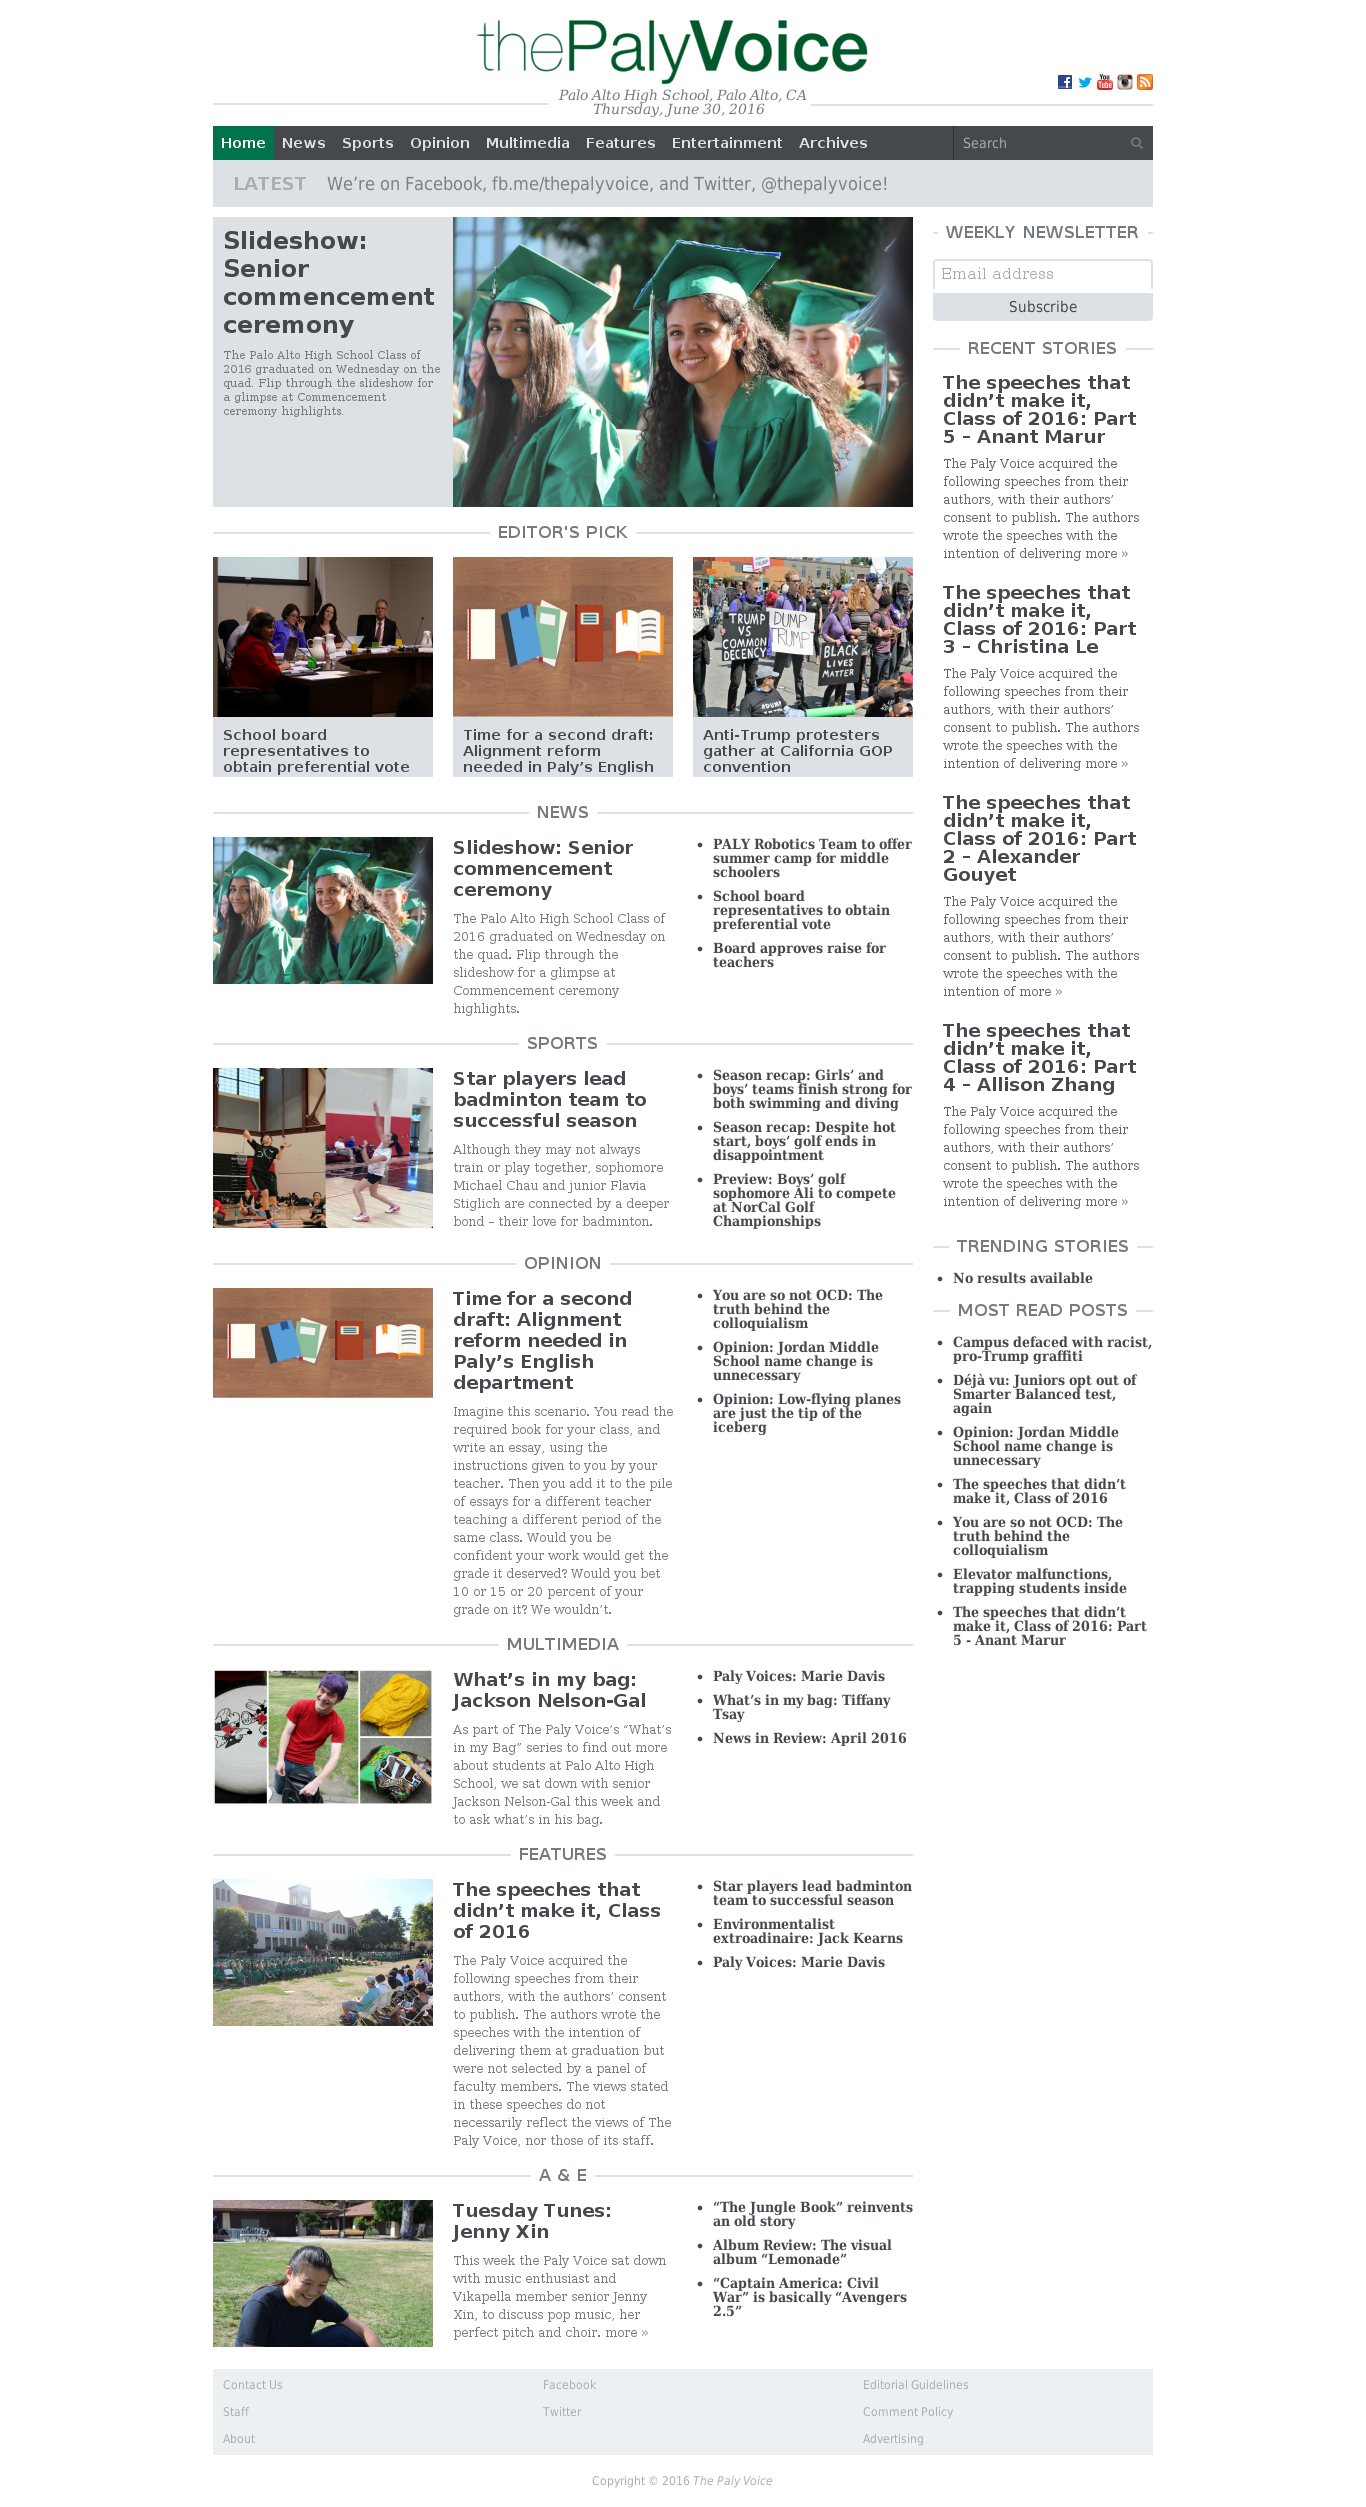 thePalyVoice
Palo Alto High School, Palo Alto, CA
Thursday, June 30, 2016
Home News Sports Opinion Multimedia Features Entertainment Archives Search
LATEST We’re on Facebook, fb.me/thepalyvoice, and Twitter, @thepalyvoice!
Slideshow:
Senior
commencement
ceremony
The Palo Alto High School Class of
2016 graduated on Wednesday on the
quad. Flip through the slideshow for
a glimpse at Commencement
ceremony highlights.
EDITOR'S PICK
TRUMP
VS
COMMON
DECENCY
DUMP
TRUMP
BLACK
LIVES
MATTER
School board
representatives to
obtain preferential vote
Time for a second draft:
Alignment reform
needed in Paly’s English
Anti-Trump protesters
gather at California GOP
convention
NEWS
Slideshow: Senior
commencement
ceremony
The Palo Alto High School Class of
2016 graduated on Wednesday on
the quad. Flip through the
slideshow for a glimpse at
Commencement ceremony
highlights.
• PALY Robotics Team to offer
summer camp for middle
schoolers
• School board
representatives to obtain
preferential vote
• Board approves raise for
teachers
SPORTS
Star players lead
badminton team to
successful season
Although they may not always
train or play together, sophomore
Michael Chau and junior Flavia
Stiglich are connected by a deeper
bond – their love for badminton.
• Season recap: Girls’ and
boys’ teams finish strong for
both swimming and diving
• Season recap: Despite hot
start, boys’ golf ends in
disappointment
• Preview: Boys’ golf
sophomore Ali to compete
at NorCal Golf
Championships
OPINION
Time for a second
draft: Alignment
reform needed in
Paly’s English
department
Imagine this scenario. You read the
required book for your class, and
write an essay, using the
instructions given to you by your
teacher. Then you add it to the pile
of essays for a different teacher
teaching a different period of the
same class. Would you be
confident your work would get the
grade it deserved? Would you bet
10 or 15 or 20 percent of your
grade on it? We wouldn’t.
• You are so not OCD: The
truth behind the
colloquialism
• Opinion: Jordan Middle
School name change is
unnecessary
• Opinion: Low-flying planes
are just the tip of the
iceberg
MULTIMEDIA
What’s in my bag:
Jackson Nelson-Gal
As part of The Paly Voice’s “What’s
in my Bag” series to find out more
about students at Palo Alto High
School, we sat down with senior
Jackson Nelson-Gal this week and
to ask what’s in his bag.
• Paly Voices: Marie Davis
• What’s in my bag: Tiffany
Tsay
• News in Review: April 2016
FEATURES
The speeches that
didn’t make it, Class
of 2016
The Paly Voice acquired the
following speeches from their
authors, with the authors’ consent
to publish. The authors wrote the
speeches with the intention of
delivering them at graduation but
were not selected by a panel of
faculty members. The views stated
in these speeches do not
necessarily reflect the views of The
Paly Voice, nor those of its staff.
• Star players lead badminton
team to successful season
• Environmentalist
extroadinaire: Jack Kearns
• Paly Voices: Marie Davis
A & E
Tuesday Tunes:
Jenny Xin
This week the Paly Voice sat down
with music enthusiast and
Vikapella member senior Jenny
Xin, to discuss pop music, her
perfect pitch and choir. more »
• “The Jungle Book” reinvents
an old story
• Album Review: The visual
album “Lemonade”
• “Captain America: Civil
War” is basically “Avengers
2.5”
WEEKLY NEWSLETTER
Email address
Subscribe
RECENT STORIES
The speeches that
didn’t make it,
Class of 2016: Part
5 – Anant Marur
The Paly Voice acquired the
following speeches from their
authors, with their authors’
consent to publish. The authors
wrote the speeches with the
intention of delivering more »
The speeches that
didn’t make it,
Class of 2016: Part
3 – Christina Le
The Paly Voice acquired the
following speeches from their
authors, with their authors’
consent to publish. The authors
wrote the speeches with the
intention of delivering more »
The speeches that
didn’t make it,
Class of 2016: Part
2 – Alexander
Gouyet
The Paly Voice acquired the
following speeches from their
authors, with their authors’
consent to publish. The authors
wrote the speeches with the
intention of more »
The speeches that
didn’t make it,
Class of 2016: Part
4 – Allison Zhang
The Paly Voice acquired the
following speeches from their
authors, with their authors’
consent to publish. The authors
wrote the speeches with the
intention of delivering more »
TRENDING STORIES
• No results available
MOST READ POSTS
• Campus defaced with racist,
pro-Trump graffiti
• Déjà vu: Juniors opt out of
Smarter Balanced test,
again
• Opinion: Jordan Middle
School name change is
unnecessary
• The speeches that didn’t
make it, Class of 2016
• You are so not OCD: The
truth behind the
colloquialism
• Elevator malfunctions,
trapping students inside
• The speeches that didn’t
make it, Class of 2016: Part
5 - Anant Marur
Contact Us Facebook Editorial Guidelines
Staff Twitter Comment Policy
About Advertising
Copyright © 2016 The Paly Voice